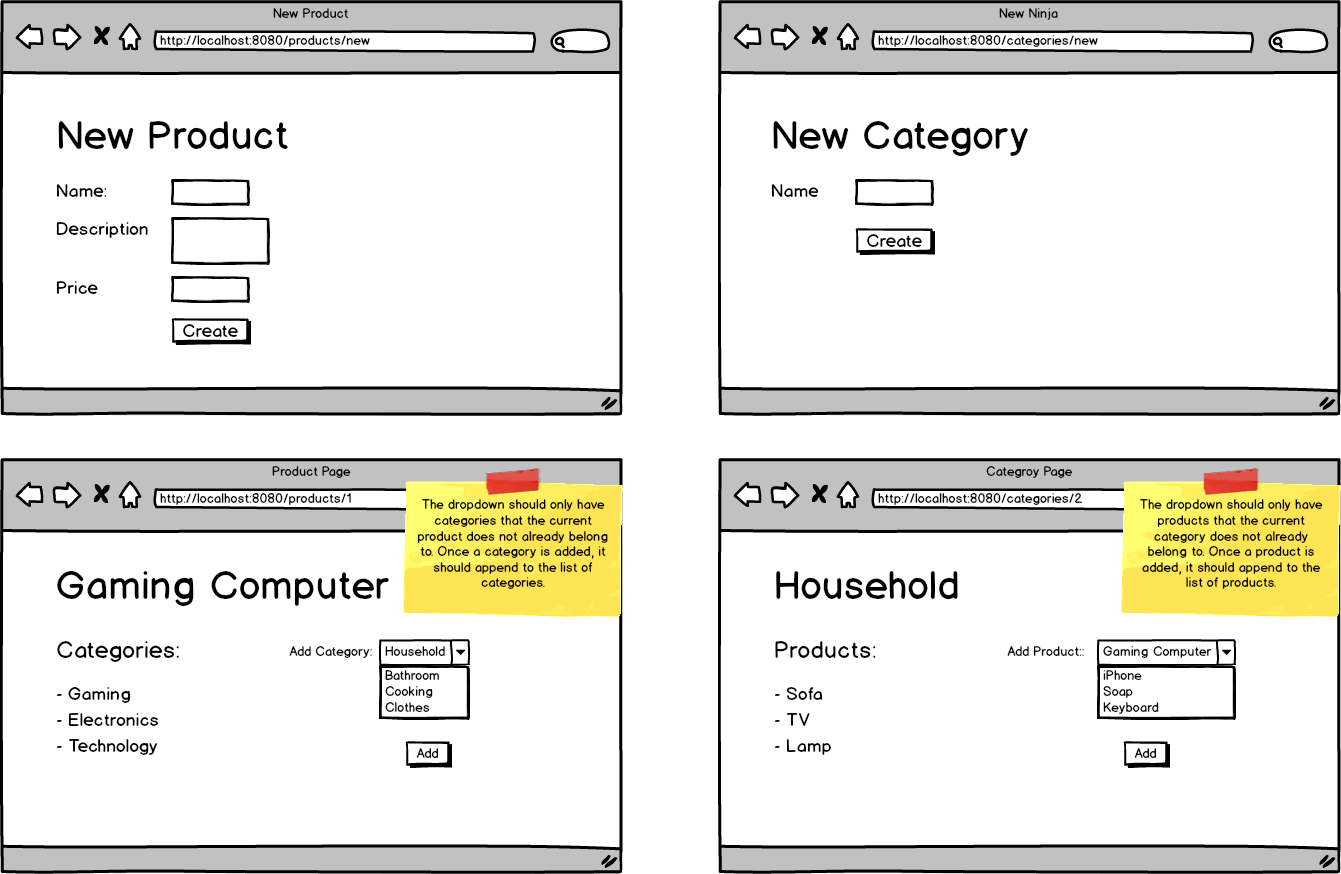 New Product
http://localhost:8080/products/new
New Product
Name:
Description
Price
Create
New Ninja
http://localhost:8080/categories/new
New Category
Name
Create
Product Page
http://localhost:8080/products/1
The dropdown should only have
categories that the current
product does not already belong
to. Once a category is added, it
should append to the list of
categories.
Gaming Computer
Categories:
- Gaming
- Electronics
- Technology
Add Category:
Household
Bathroom
Cooking
Clothes
Add
Categroy Page
http://localhost:8080/categories/2
The dropdown should only have
products that the current
category does not already
belong to. Once a product is
added, it should append to the
list of products.
Household
Products:
- Sofa
- TV
- Lamp
Add Product::
Gaming Computer
iPhone
Soap
Keyboard
Add